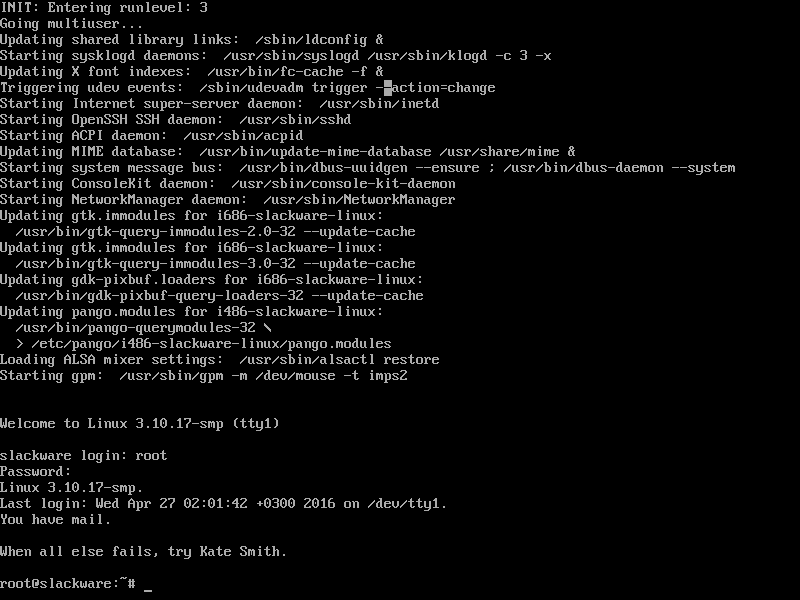 INIT: Entering runlevel: 3
Going multiuser...
Updating shared library links:  /sbin/ldconfig &
Starting sysklogd daemons:  /usr/sbin/syslogd /usr/sbin/klogd -c 3 -x
Updating X font indexes:  /usr/bin/fc-cache -f &
Triggering udev events:  /sbin/udevadm trigger --action=change
Starting Internet super-server daemon:  /usr/sbin/inetd
Starting OpenSSH SSH daemon:  /usr/sbin/sshd
Starting ACPI daemon:  /usr/sbin/acpid
Updating MIME database:  /usr/bin/update-mime-database /usr/share/mime &
Starting system message bus:  /usr/bin/dbus-uuidgen --ensure ; /usr/bin/dbus-daemon --system
Starting ConsoleKit daemon:  /usr/sbin/console-kit-daemon
Starting NetworkManager daemon:  /usr/sbin/NetworkManager
Updating gtk.immodules for i686-slackware-linux:
  /usr/bin/gtk-query-immodules-2.0-32 --update-cache
Updating gtk.immodules for i686-slackware-linux:
  /usr/bin/gtk-query-immodules-3.0-32 --update-cache
Updating gdk-pixbuf.loaders for i686-slackware-linux:
  /usr/bin/gdk-pixbuf-query-loaders-32 --update-cache
Updating pango.modules for i486-slackware-linux:
  /usr/bin/pango-querymodules-32 \
  > /etc/pango/i486-slackware-linux/pango.modules
Loading ALSA mixer settings:  /usr/sbin/alsactl restore
Starting gpm:  /usr/sbin/gpm -m /dev/mouse -t imps2
Welcome to Linux 3.10.17-smp (tty1)
slackware login: root
Password:
Linux 3.10.17-smp.
Last login: Wed Apr 27 02:01:42 +0300 2016 on /dev/tty1.
You have mail.
When all else fails, try Kate Smith.
root@slackware:~# _